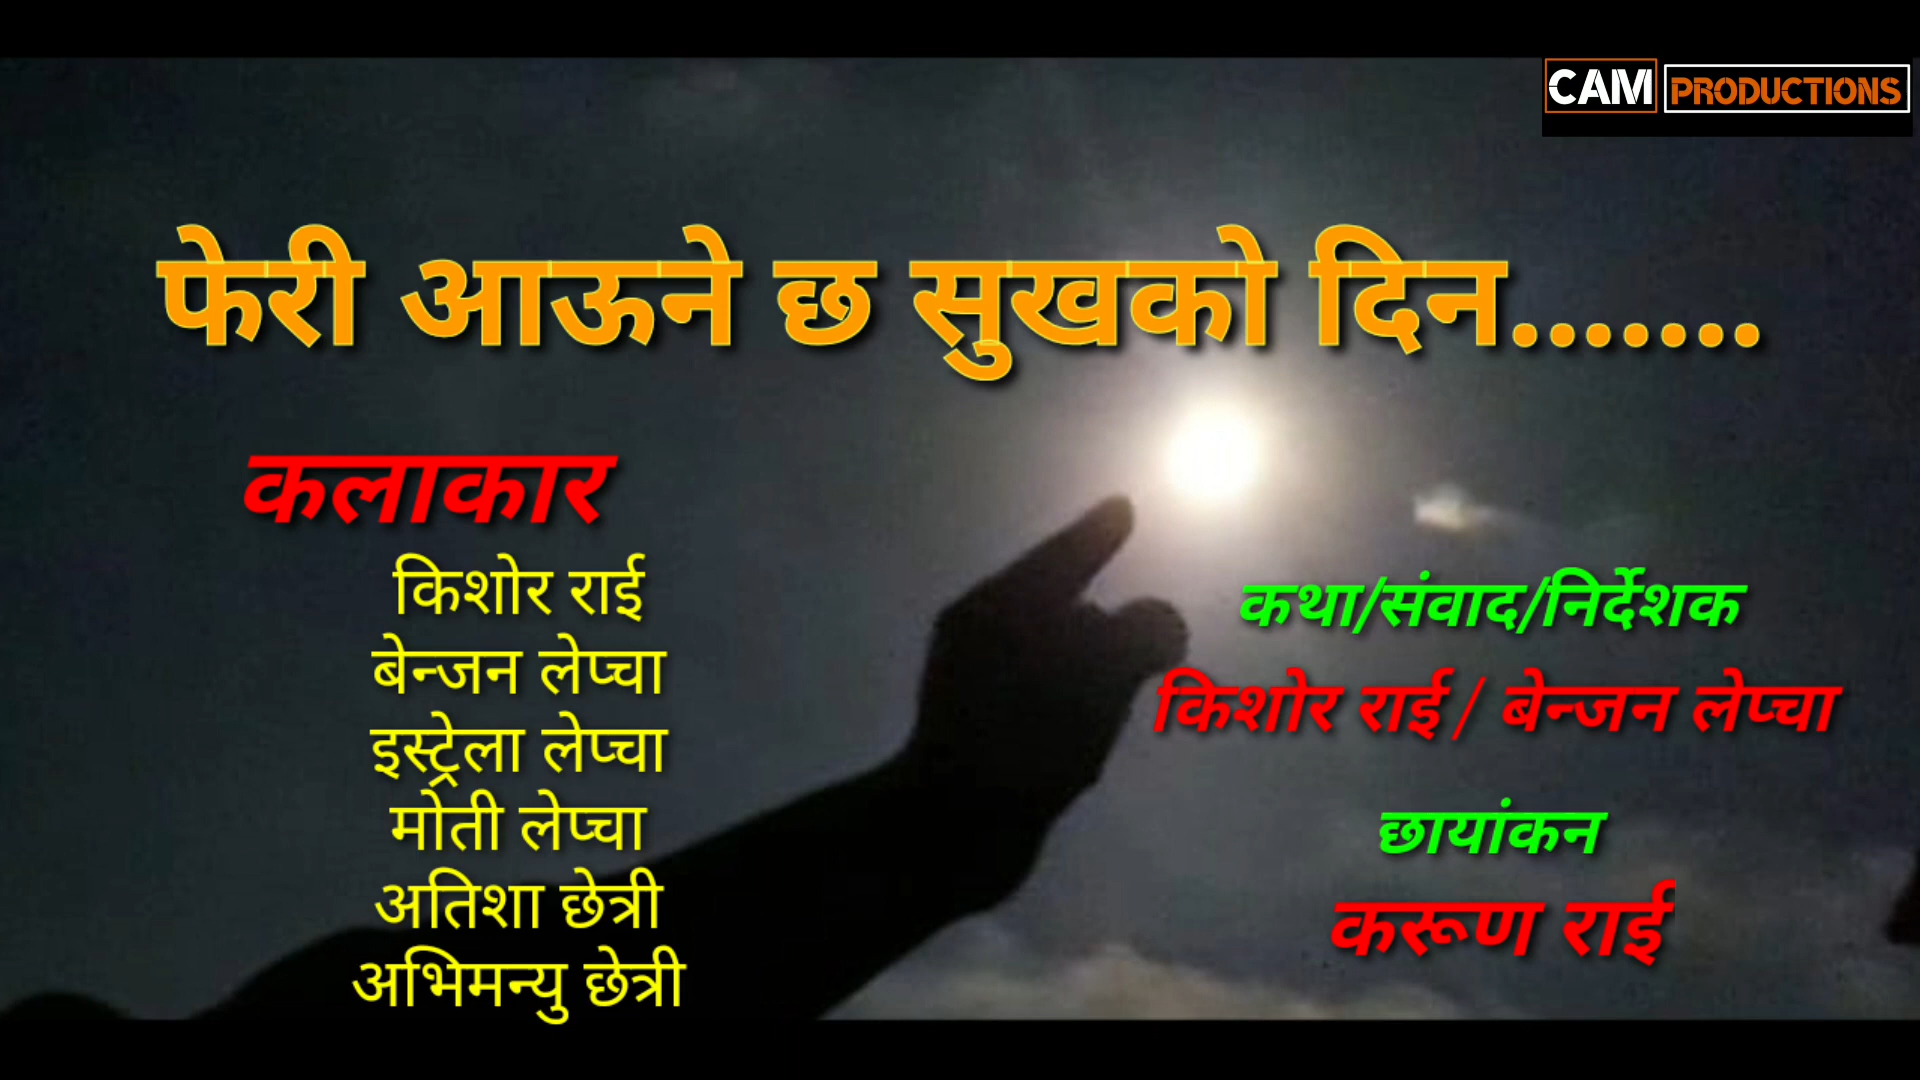 CAM PRODUCTIONS
फेरी आऊने छ सुखको दिन.......
कलाकार
किशोर राई
बेन्जन लेप्चा
इस्ट्रेला लेप्चा
मोती लेप्चा
अतिशा छेत्री
अभिमन्यु छेत्री
कथा/संवाद/निर्देशक
किशोर राई / बेन्जन लेप्चा
छायांकन
करूण राई